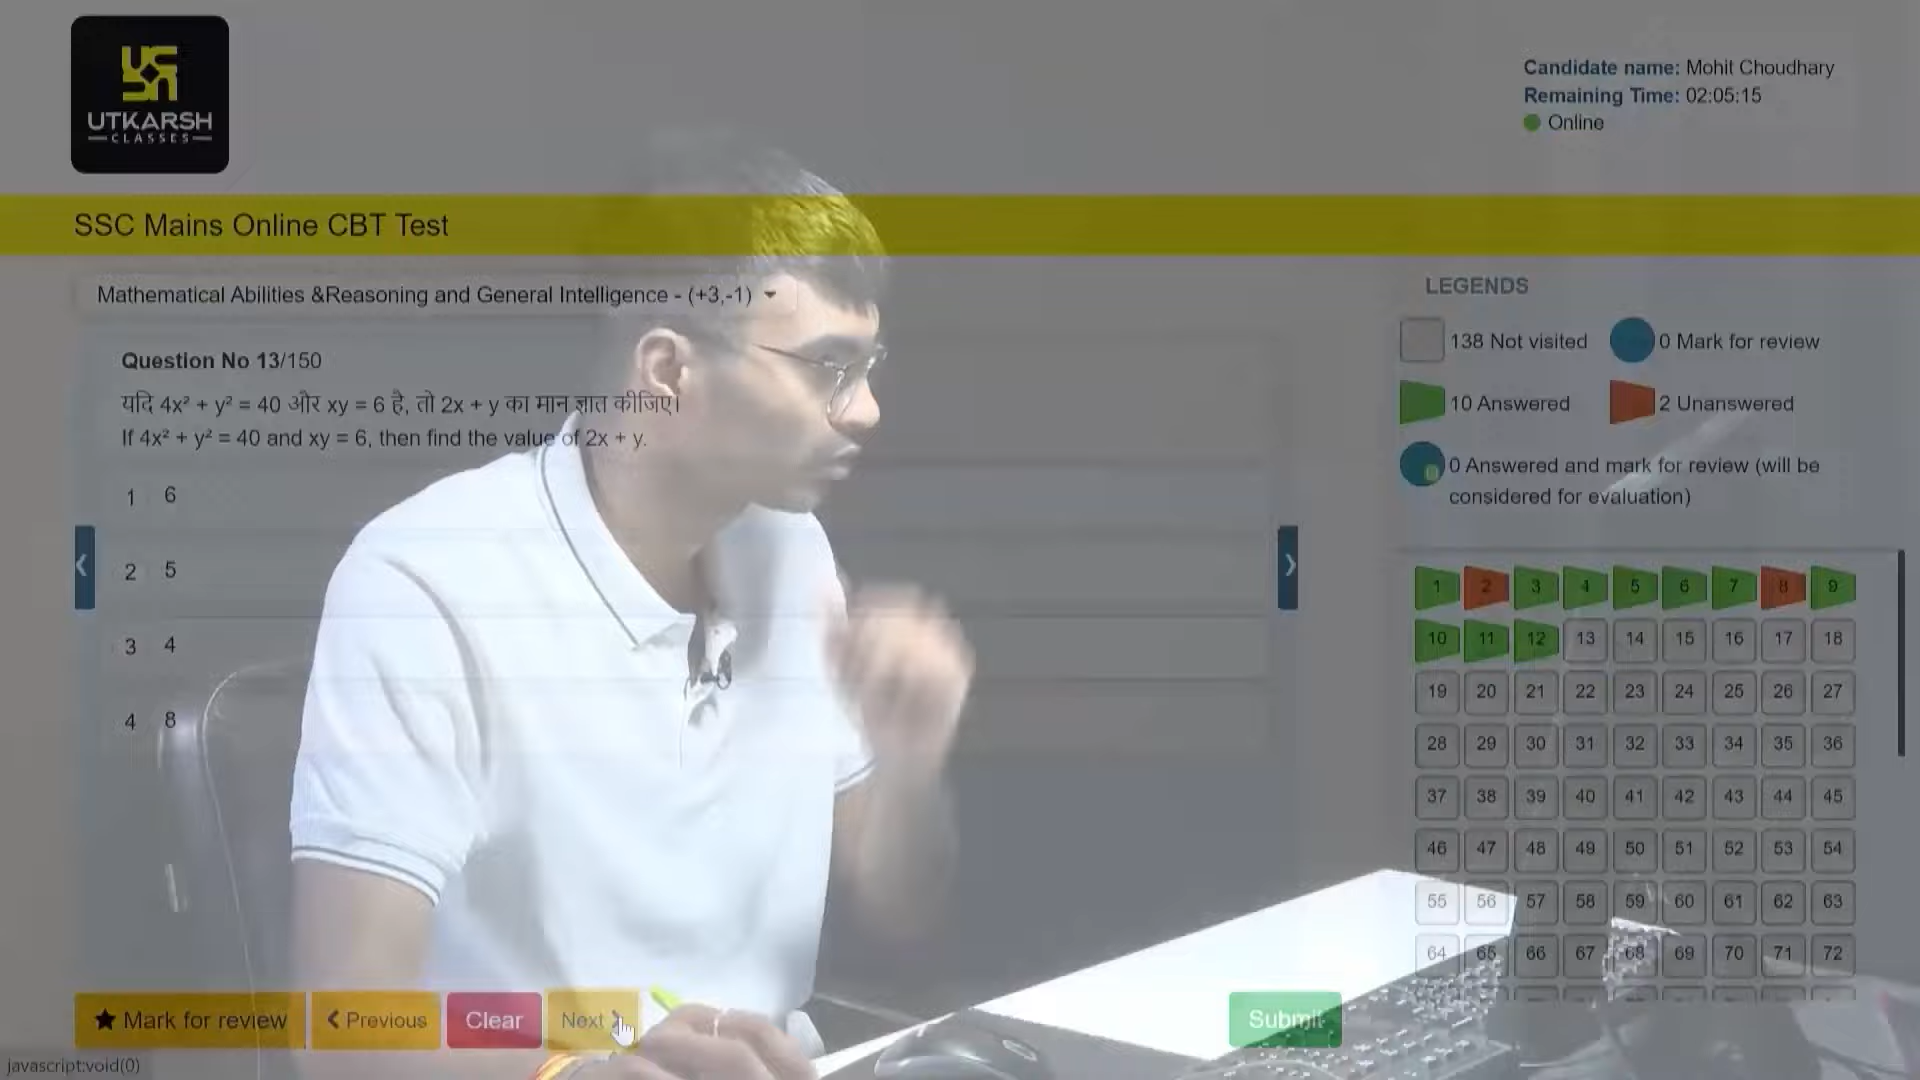 UTKARSH
CLASSES
Candidate name: Mohit Choudhary
Remaining Time: 02:05:15
Online
SSC Mains Online CBT Test
Mathematical Abilities &Reasoning and General Intelligence - (+3,-1)
Question No 13/150
यदि 4x² + y² = 40 और xy = 6 है, तो 2x + y का मान ज्ञात कीजिए।
If 4x² + y² = 40 and xy = 6, then find the value of 2x + y.
1 6
2 5
3 4
4 8
LEGENDS
138 Not visited 0 Mark for review
10 Answered 2 Unanswered
0 Answered and mark for review (will be
considered for evaluation)
1 2 3 4 5 6 7 8 9
10 11 12 13 14 15 16 17 18
19 20 21 22 23 24 25 26 27
28 29 30 31 32 33 34 35 36
37 38 39 40 41 42 43 44 45
46 47 48 49 50 51 52 53 54
55 56 57 58 59 60 61 62 63
64 65 66 67 68 69 70 71 72
Mark for review Previous Clear Next Submit
javascript:void(0)